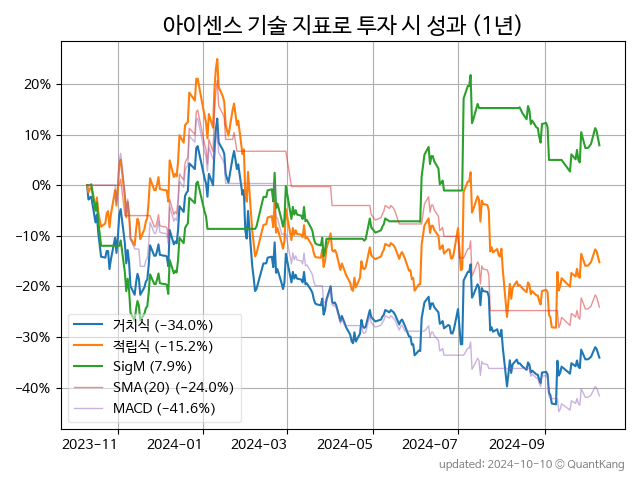 아이센스 기술 지표로 투자 시 성과 (1년)
20%
10%
0%
−10%
−20%
−30%
−40%
거치식 (−34.0%)
적립식 (−15.2%)
SigM (7.9%)
SMA(20) (−24.0%)
MACD (−41.6%)
2023−11
2024−01
2024−03
2024−05
2024−07
2024−09
updated: 2024-10-10 © QuantKang